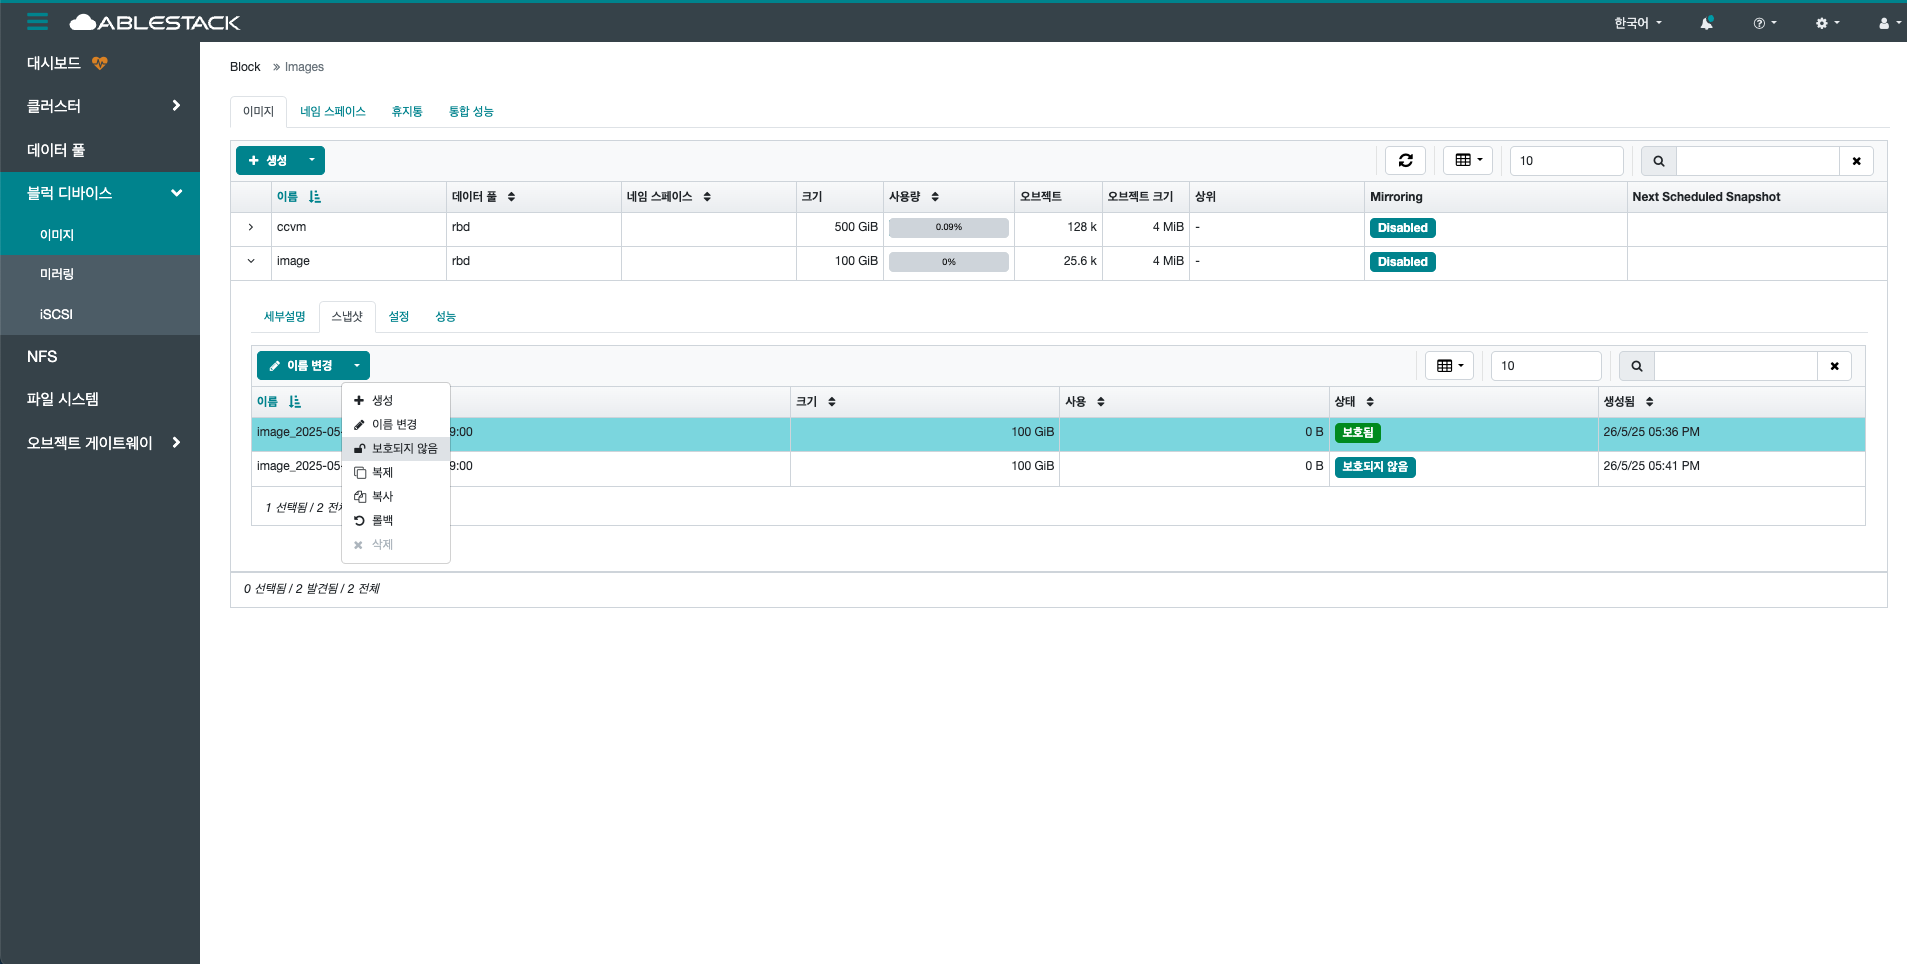 ABLESTACK
한국어
대시보드
클러스터
데이터 풀
블럭 디바이스
이미지
미러링
iSCSI
NFS
파일 시스템
오브젝트 게이트웨이
Block » Images
이미지 네임 스페이스 휴지통 통합 성능
생성 10
이름 데이터 풀 네임 스페이스 크기 사용량 오브젝트 오브젝트 크기 상위 Mirroring Next Scheduled Snapshot
ccvm rbd 500 GiB 0.09% 128 k 4 MiB - Disabled
image rbd 100 GiB 0% 25.6 k 4 MiB - Disabled
세부설명 스냅샷 설정 성능
이름 변경 10
이름 크기 사용 상태 생성됨
image_2025-05- 9:00 100 GiB 0 B 보호됨 26/5/25 05:36 PM
image_2025-05- 9:00 100 GiB 0 B 보호되지 않음 26/5/25 05:41 PM
1 선택됨 / 2 전체
생성
이름 변경
보호되지 않음
복제
복사
롤백
삭제
0 선택됨 / 2 발견됨 / 2 전체